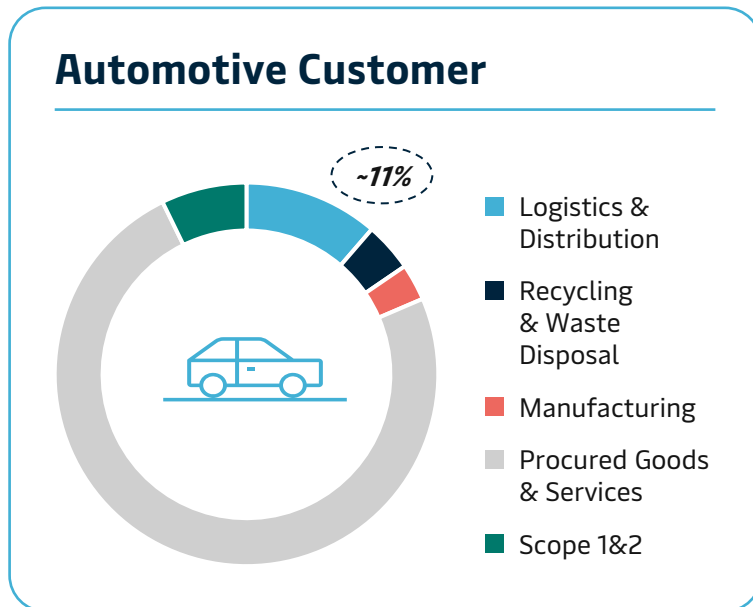 Automotive Customer
~11%
Logistics &
Distribution
Recycling
& Waste
Disposal
Manufacturing
Procured Goods
& Services
Scope 1&2